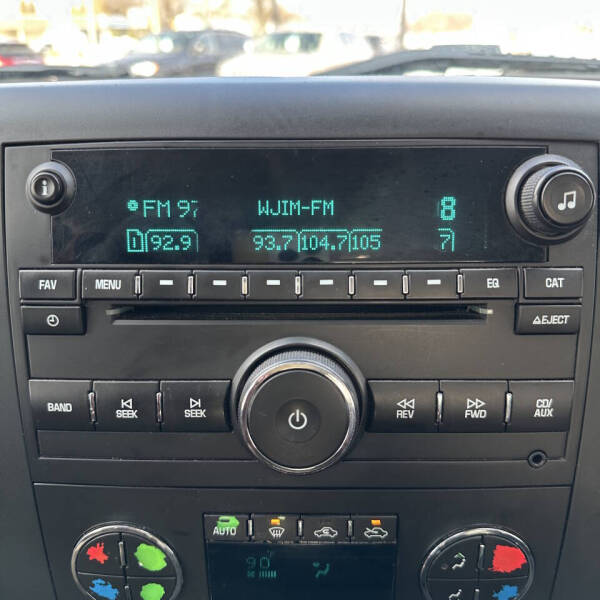 FM 97 WJIM-FM 8
1 92.9 93.7 104.7 105 7
FAV MENU EQ CAT
EJECT
BAND SEEK SEEK REV FWD CD/AUX
AUTO
90°F